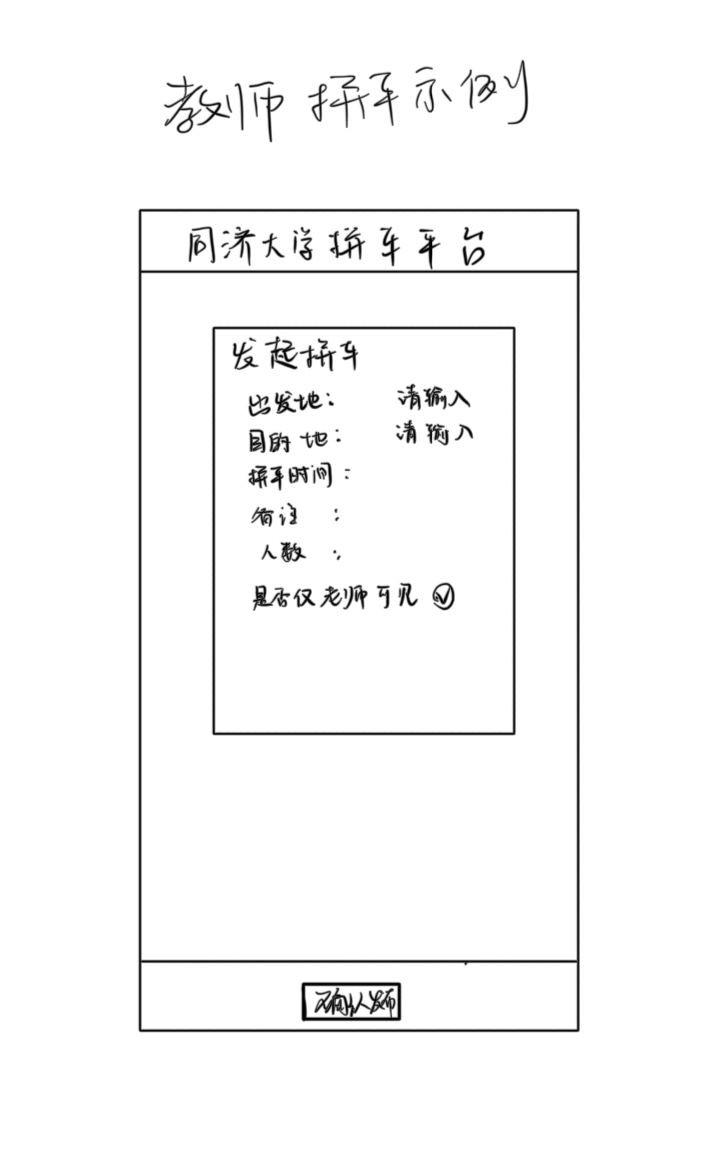 教师拼车示例
同济大学拼车平台
发起拼车
出发地: 请输入
目的地: 请输入
拼车时间:
备注 :
人数 :
是否仅老师可见
确认发布